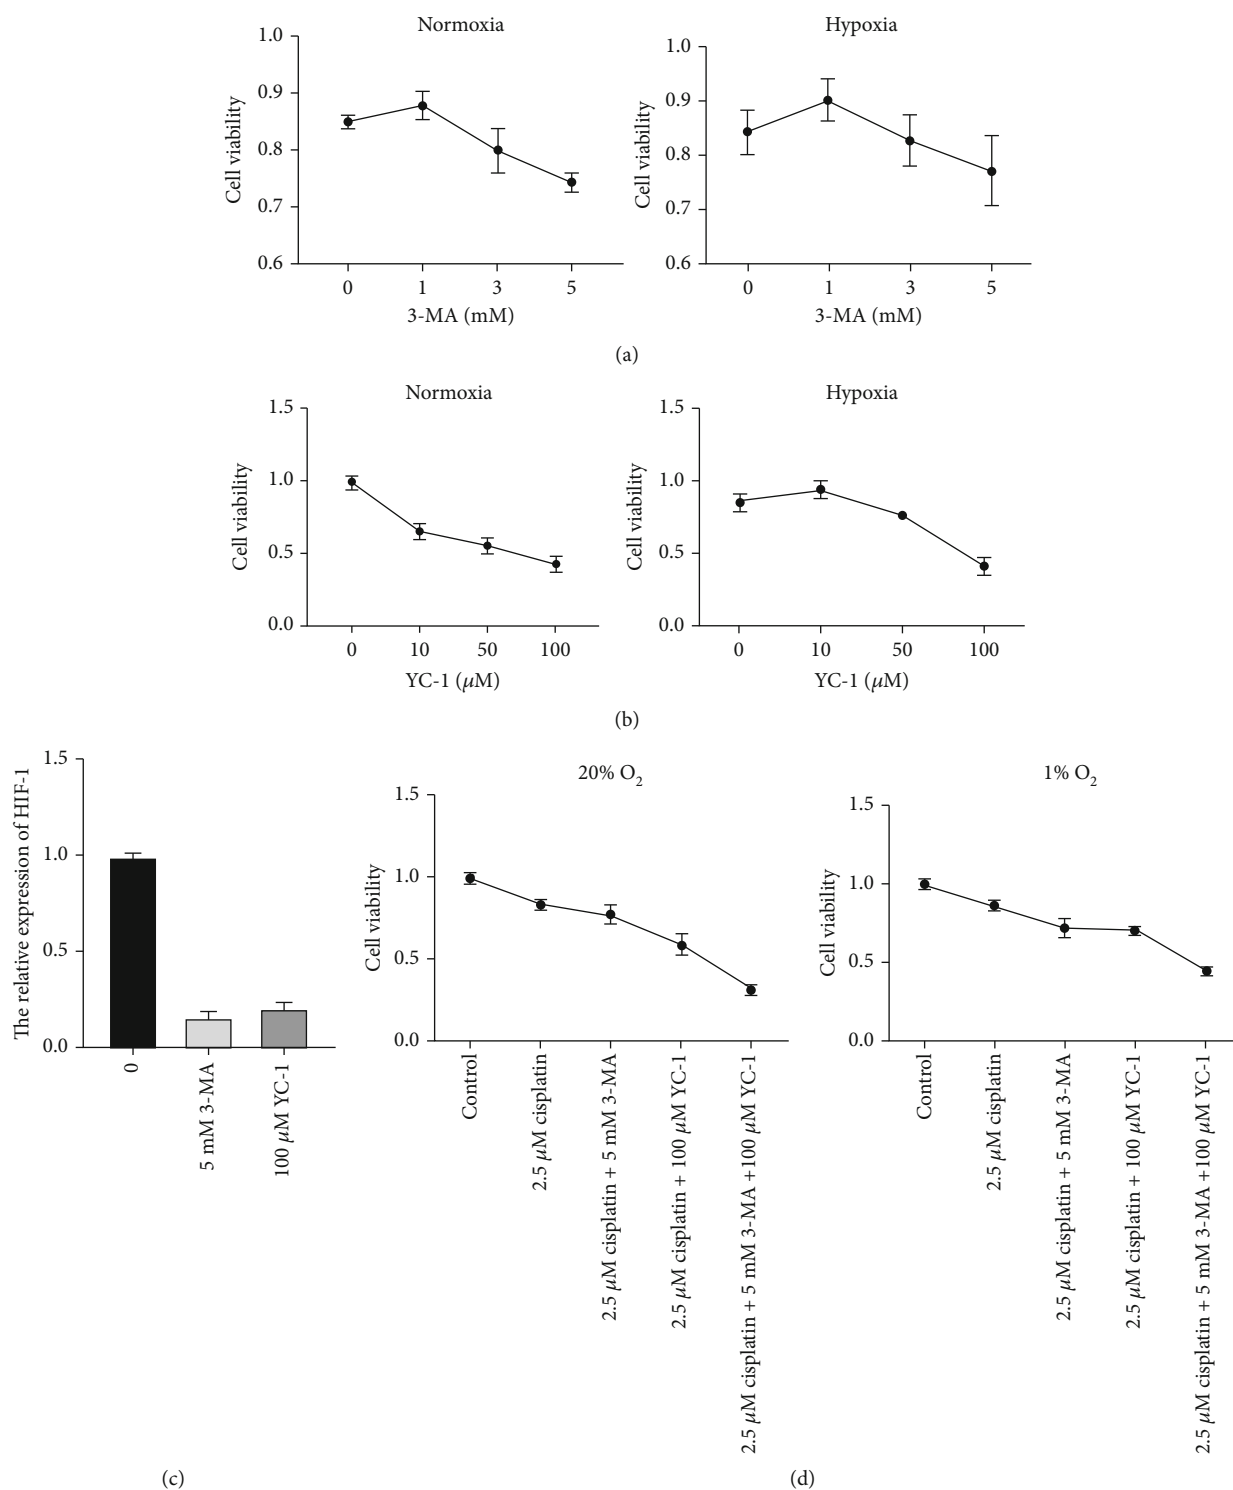 Normoxia
Cell viability
1.0
0.9
0.8
0.7
0.6
0 1 3 5
3-MA (mM)
Hypoxia
Cell viability
1.0
0.9
0.8
0.7
0.6
0 1 3 5
3-MA (mM)
(a)
Normoxia
Cell viability
1.5
1.0
0.5
0.0
0 10 50 100
YC-1 (μM)
Hypoxia
Cell viability
1.5
1.0
0.5
0.0
0 10 50 100
YC-1 (μM)
(b)
The relative expression of HIF-1
1.5
1.0
0.5
0.0
0
5 mM 3-MA
100 μM YC-1
(c)
20% O₂
Cell viability
1.5
1.0
0.5
0.0
Control
2.5 μM cisplatin
2.5 μM cisplatin + 5 mM 3-MA
2.5 μM cisplatin + 100 μM YC-1
2.5 μM cisplatin + 5 mM 3-MA +100 μM YC-1
1% O₂
Cell viability
1.5
1.0
0.5
0.0
Control
2.5 μM cisplatin
2.5 μM cisplatin + 5 mM 3-MA
2.5 μM cisplatin + 100 μM YC-1
2.5 μM cisplatin + 5 mM 3-MA +100 μM YC-1
(d)